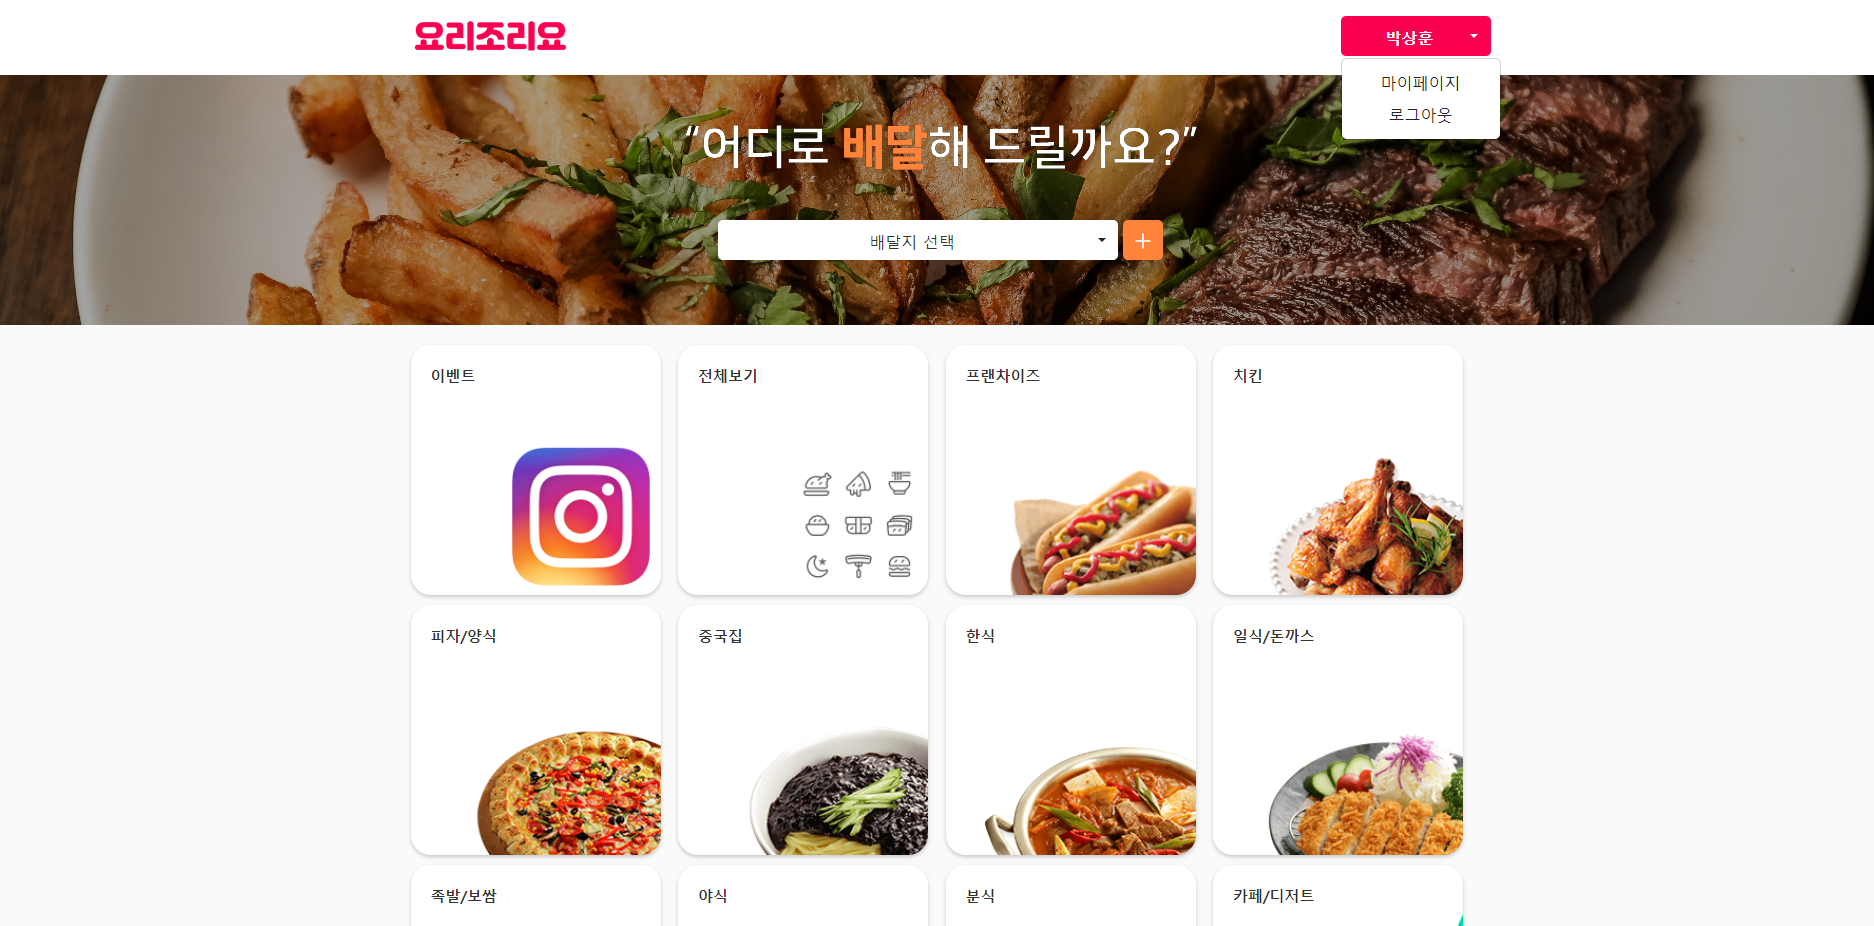 요리조리요
박상훈
마이페이지
로그아웃
“어디로 배달해 드릴까요?”
배달지 선택
이벤트
전체보기
프랜차이즈
치킨
피자/양식
중국집
한식
일식/돈까스
족발/보쌈
야식
분식
카페/디저트